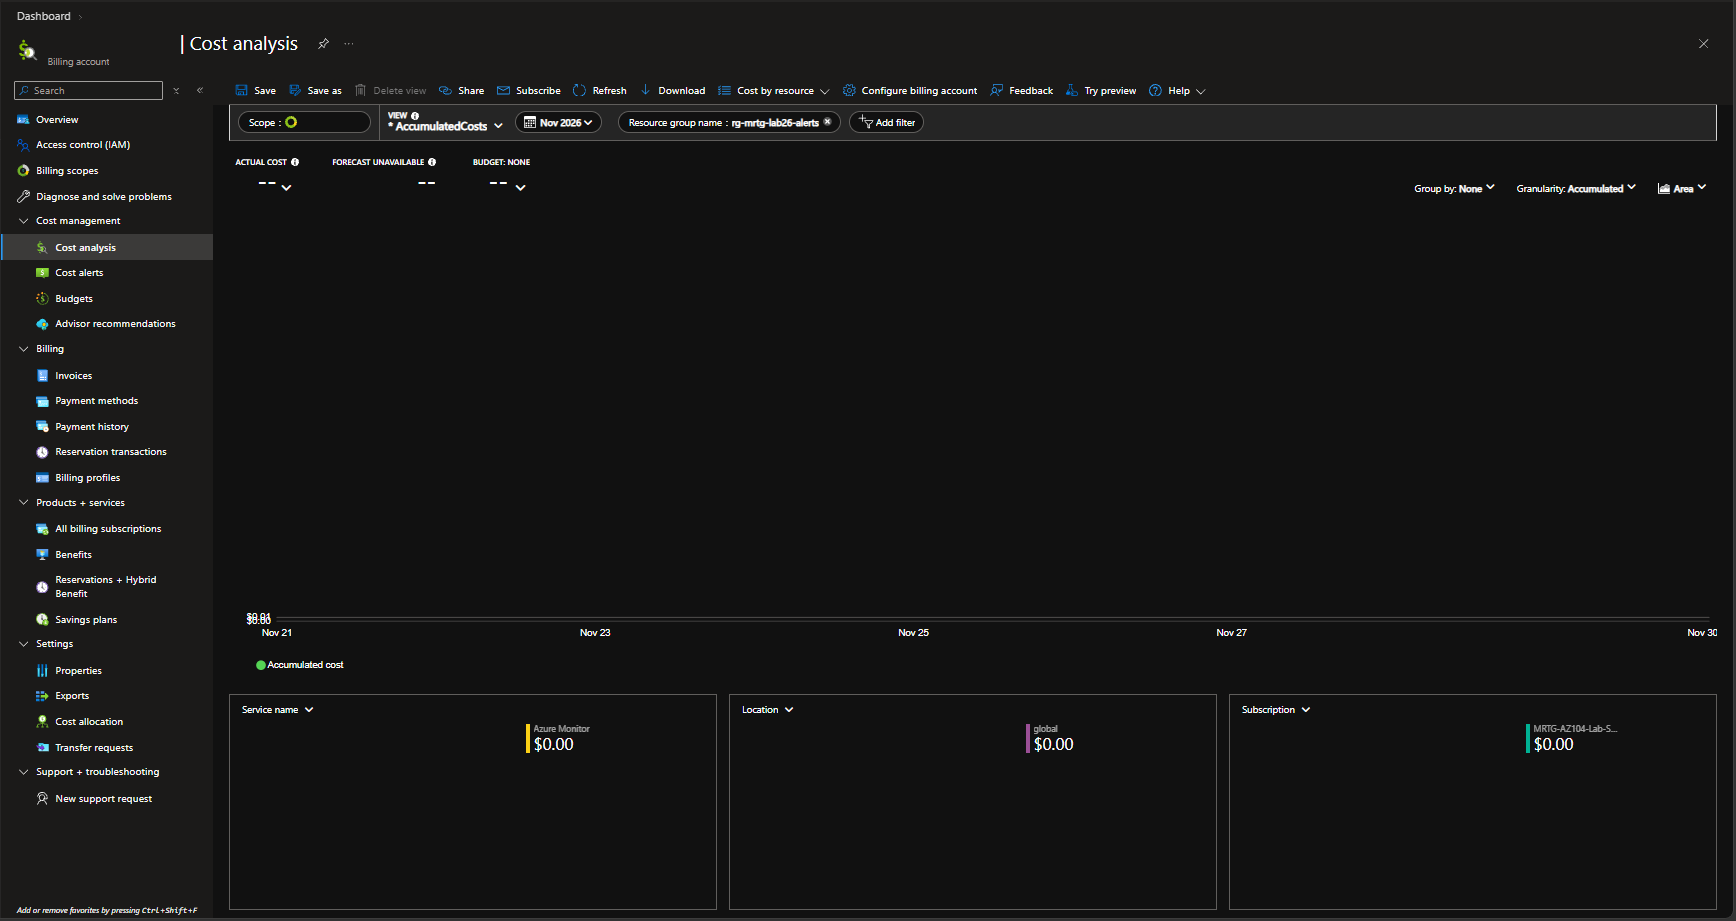 Dashboard
| Cost analysis
Billing account
Search
Save
Save as
Delete view
Share
Subscribe
Refresh
Download
Cost by resource
Configure billing account
Feedback
Try preview
Help
Overview
Access control (IAM)
Billing scopes
Diagnose and solve problems
Cost management
Cost analysis
Cost alerts
Budgets
Advisor recommendations
Billing
Invoices
Payment methods
Payment history
Reservation transactions
Billing profiles
Products + services
All billing subscriptions
Benefits
Reservations + Hybrid
Benefit
Savings plans
Settings
Properties
Exports
Cost allocation
Transfer requests
Support + troubleshooting
New support request
Add or remove favorites by pressing Ctrl+Shift+F
Scope :
VIEW
* AccumulatedCosts
Nov 2026
Resource group name : rg-mrtg-lab26-alerts
Add filter
ACTUAL COST
--
FORECAST UNAVAILABLE
--
BUDGET: NONE
--
Group by: None
Granularity: Accumulated
Area
$0.01
$0.00
Nov 21
Nov 23
Nov 25
Nov 27
Nov 30
Accumulated cost
Service name
Azure Monitor
$0.00
Location
global
$0.00
Subscription
MRTG-AZ104-Lab-S...
$0.00